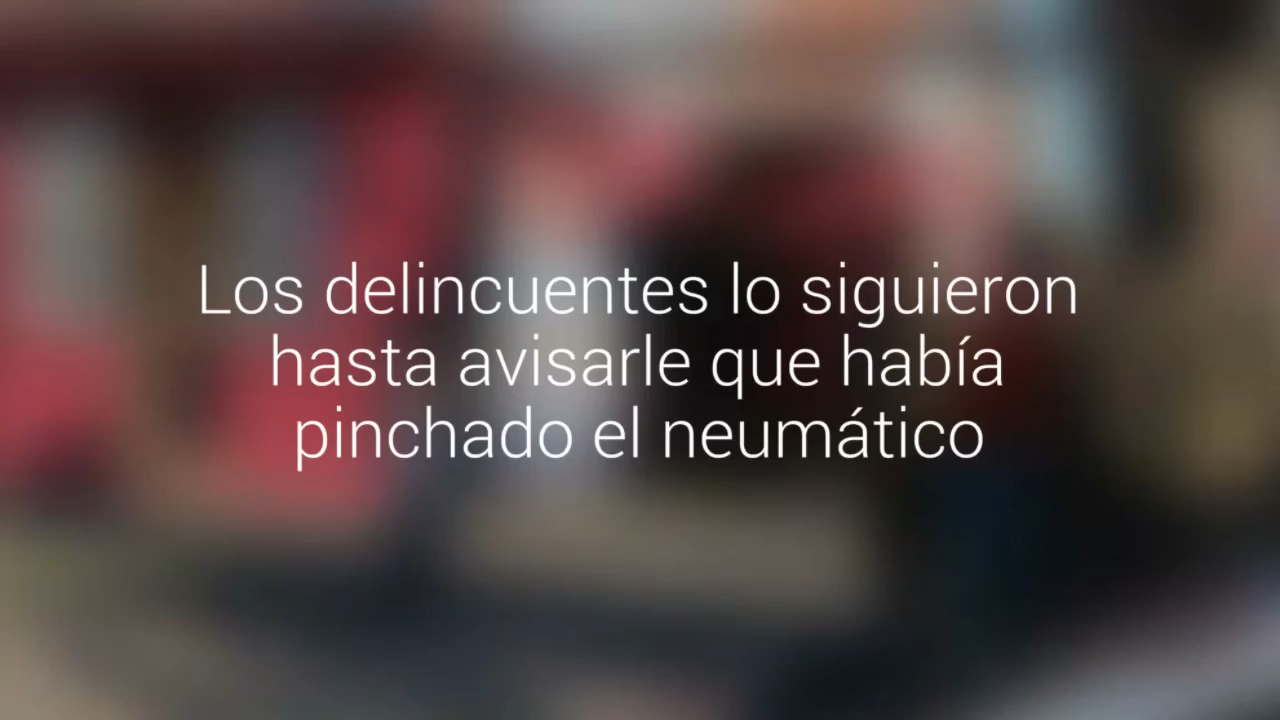 Los delincuentes lo siguieron
hasta avisarle que había
pinchado el neumático